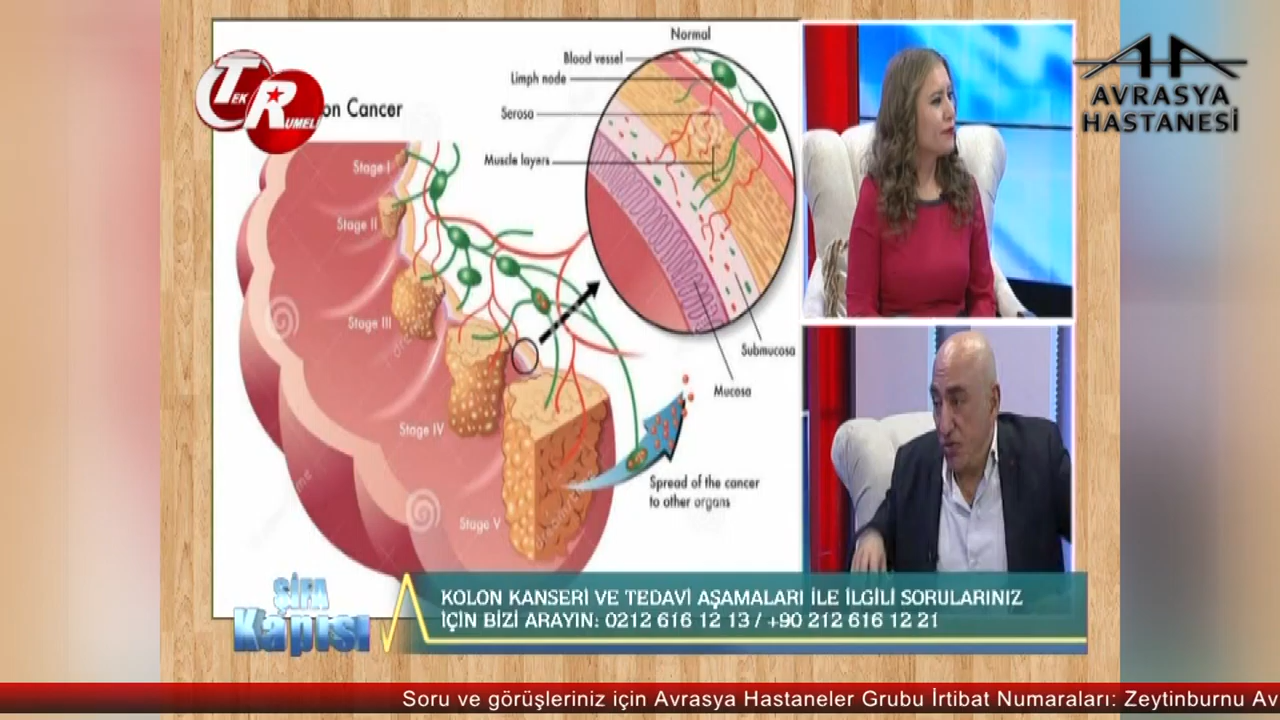 Normal
Blood vessel
Limph node
Serosa
Muscle layers
Submucosa
Mucosa
on Cancer
Stage I
Stage II
Stage III
Stage IV
Stage V
Spread of the cancer
to other organs
TEK
RUMELİ
AVRASYA
HASTANESİ
ŞİFA
Kapısı
KOLON KANSERİ VE TEDAVİ AŞAMALARI İLE İLGİLİ SORULARINIZ
İÇİN BİZİ ARAYIN: 0212 616 12 13 / +90 212 616 12 21
Soru ve görüşleriniz için Avrasya Hastaneler Grubu İrtibat Numaraları: Zeytinburnu Av